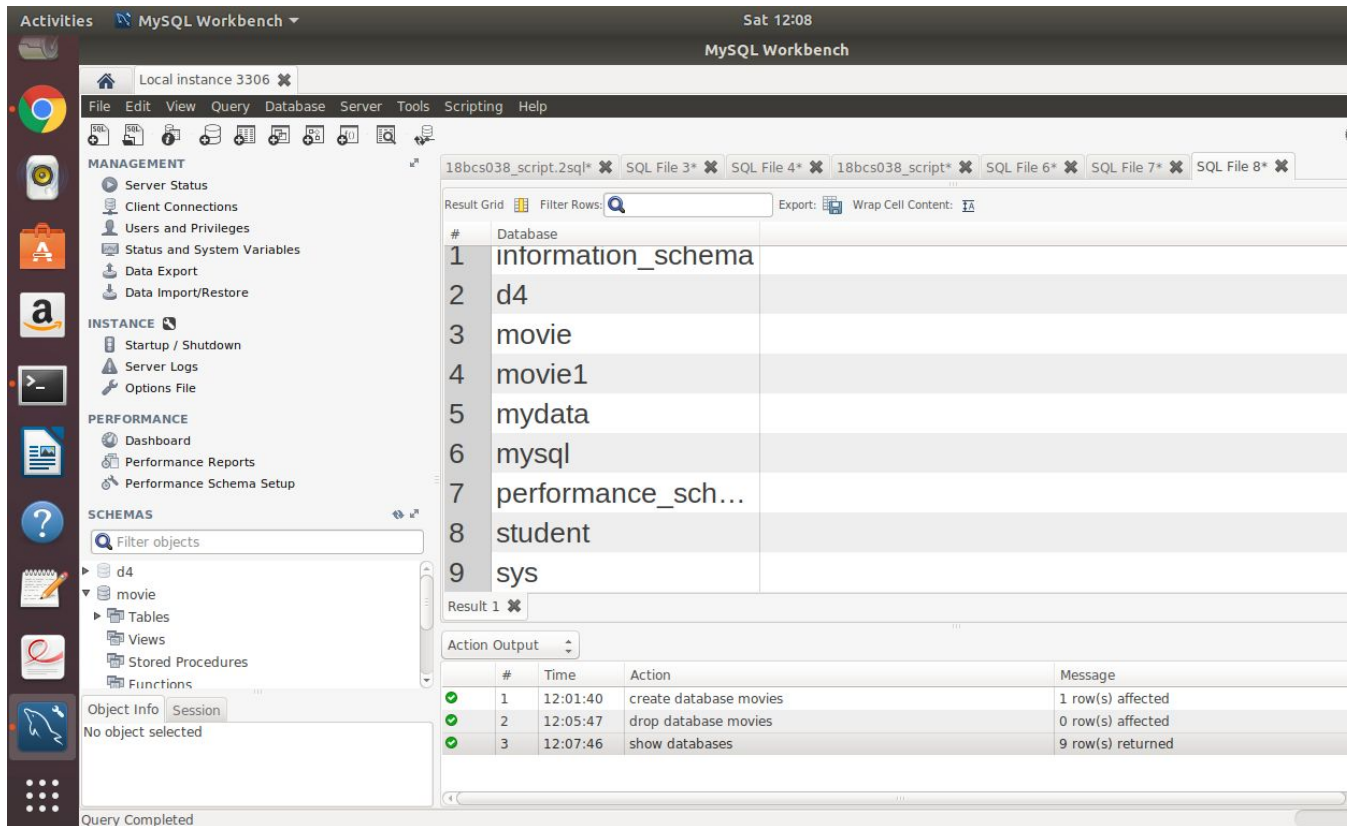 Activities MySQL Workbench Sat 12:08
MySQL Workbench
Local instance 3306
File Edit View Query Database Server Tools Scripting Help
MANAGEMENT
Server Status
Client Connections
Users and Privileges
Status and System Variables
Data Export
Data Import/Restore
INSTANCE
Startup / Shutdown
Server Logs
Options File
PERFORMANCE
Dashboard
Performance Reports
Performance Schema Setup
SCHEMAS
Filter objects
d4
movie
Tables
Views
Stored Procedures
Functions
Object Info Session
No object selected
18bcs038_script.2sql* SQL File 3* SQL File 4* 18bcs038_script* SQL File 6* SQL File 7* SQL File 8*
Result Grid Filter Rows: Export: Wrap Cell Content:
# Database
1 information_schema
2 d4
3 movie
4 movie1
5 mydata
6 mysql
7 performance_sch...
8 student
9 sys
Result 1
Action Output
# Time Action Message
1 12:01:40 create database movies 1 row(s) affected
2 12:05:47 drop database movies 0 row(s) affected
3 12:07:46 show databases 9 row(s) returned
Query Completed